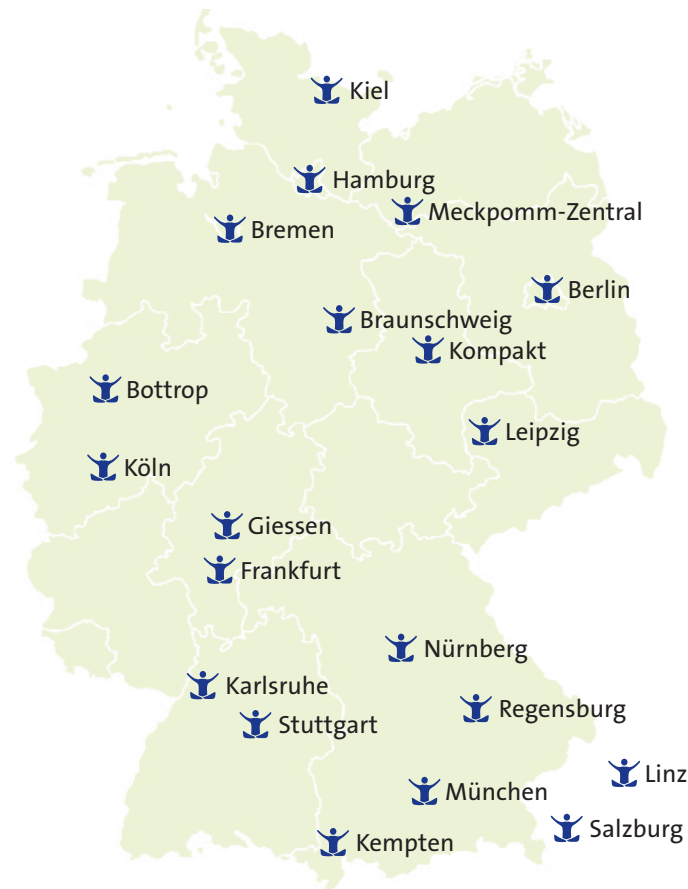 Kiel
Hamburg
Meckpomm-Zentral
Bremen
Berlin
Braunschweig
Kompakt
Bottrop
Leipzig
Köln
Giessen
Frankfurt
Nürnberg
Karlsruhe
Regensburg
Stuttgart
Linz
München
Salzburg
Kempten